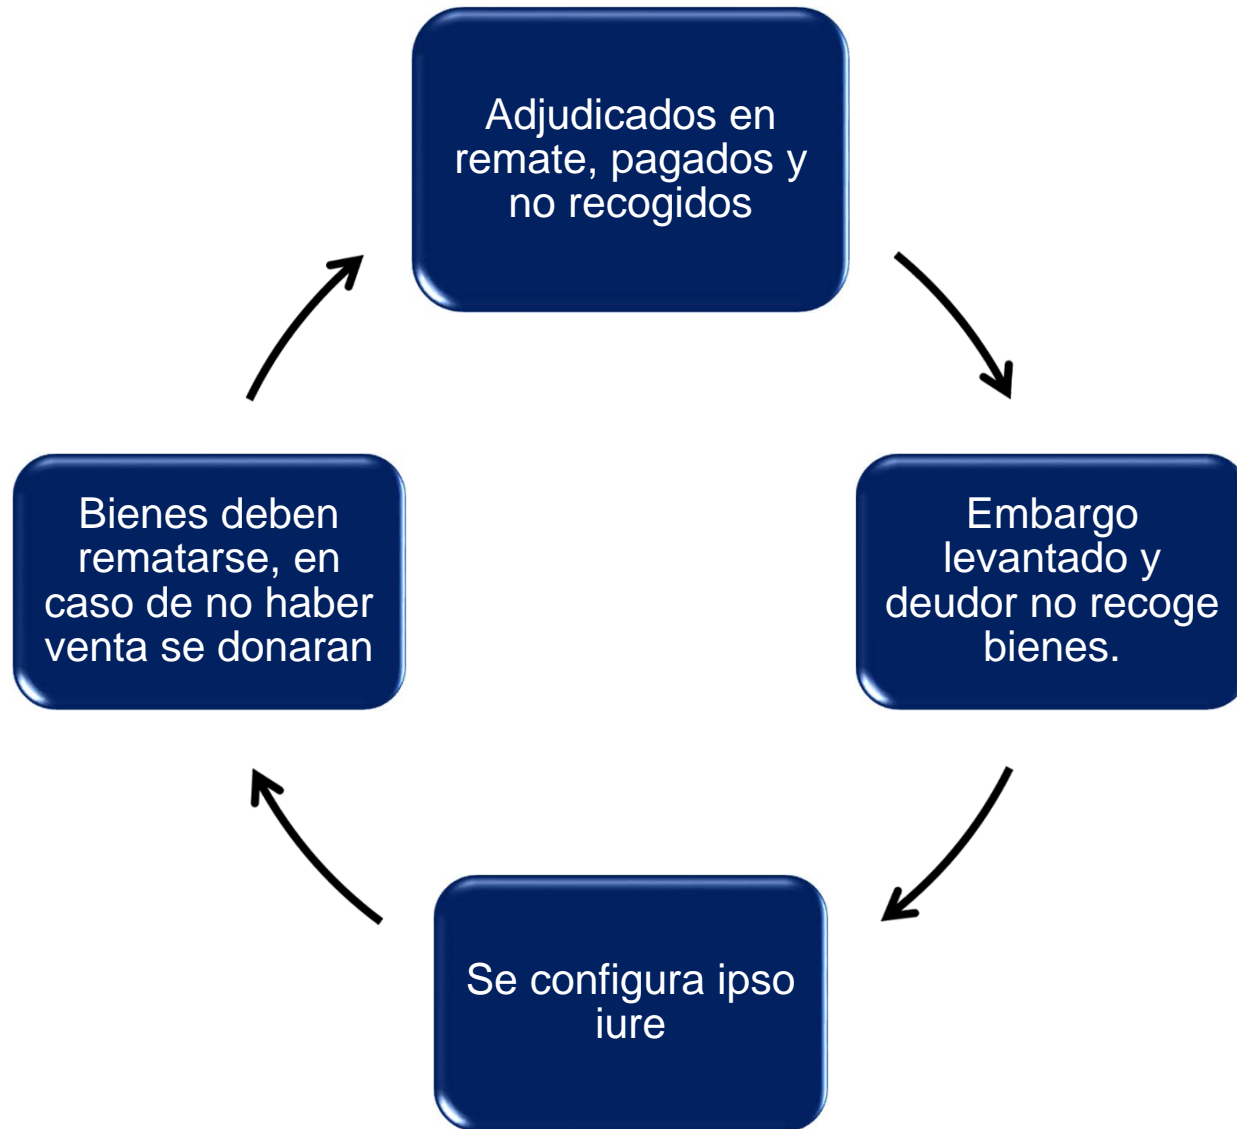 Adjudicados en
remate, pagados y
no recogidos
Embargo
levantado y
deudor no recoge
bienes.
Se configura ipso
iure
Bienes deben
rematarse, en
caso de no haber
venta se donaran